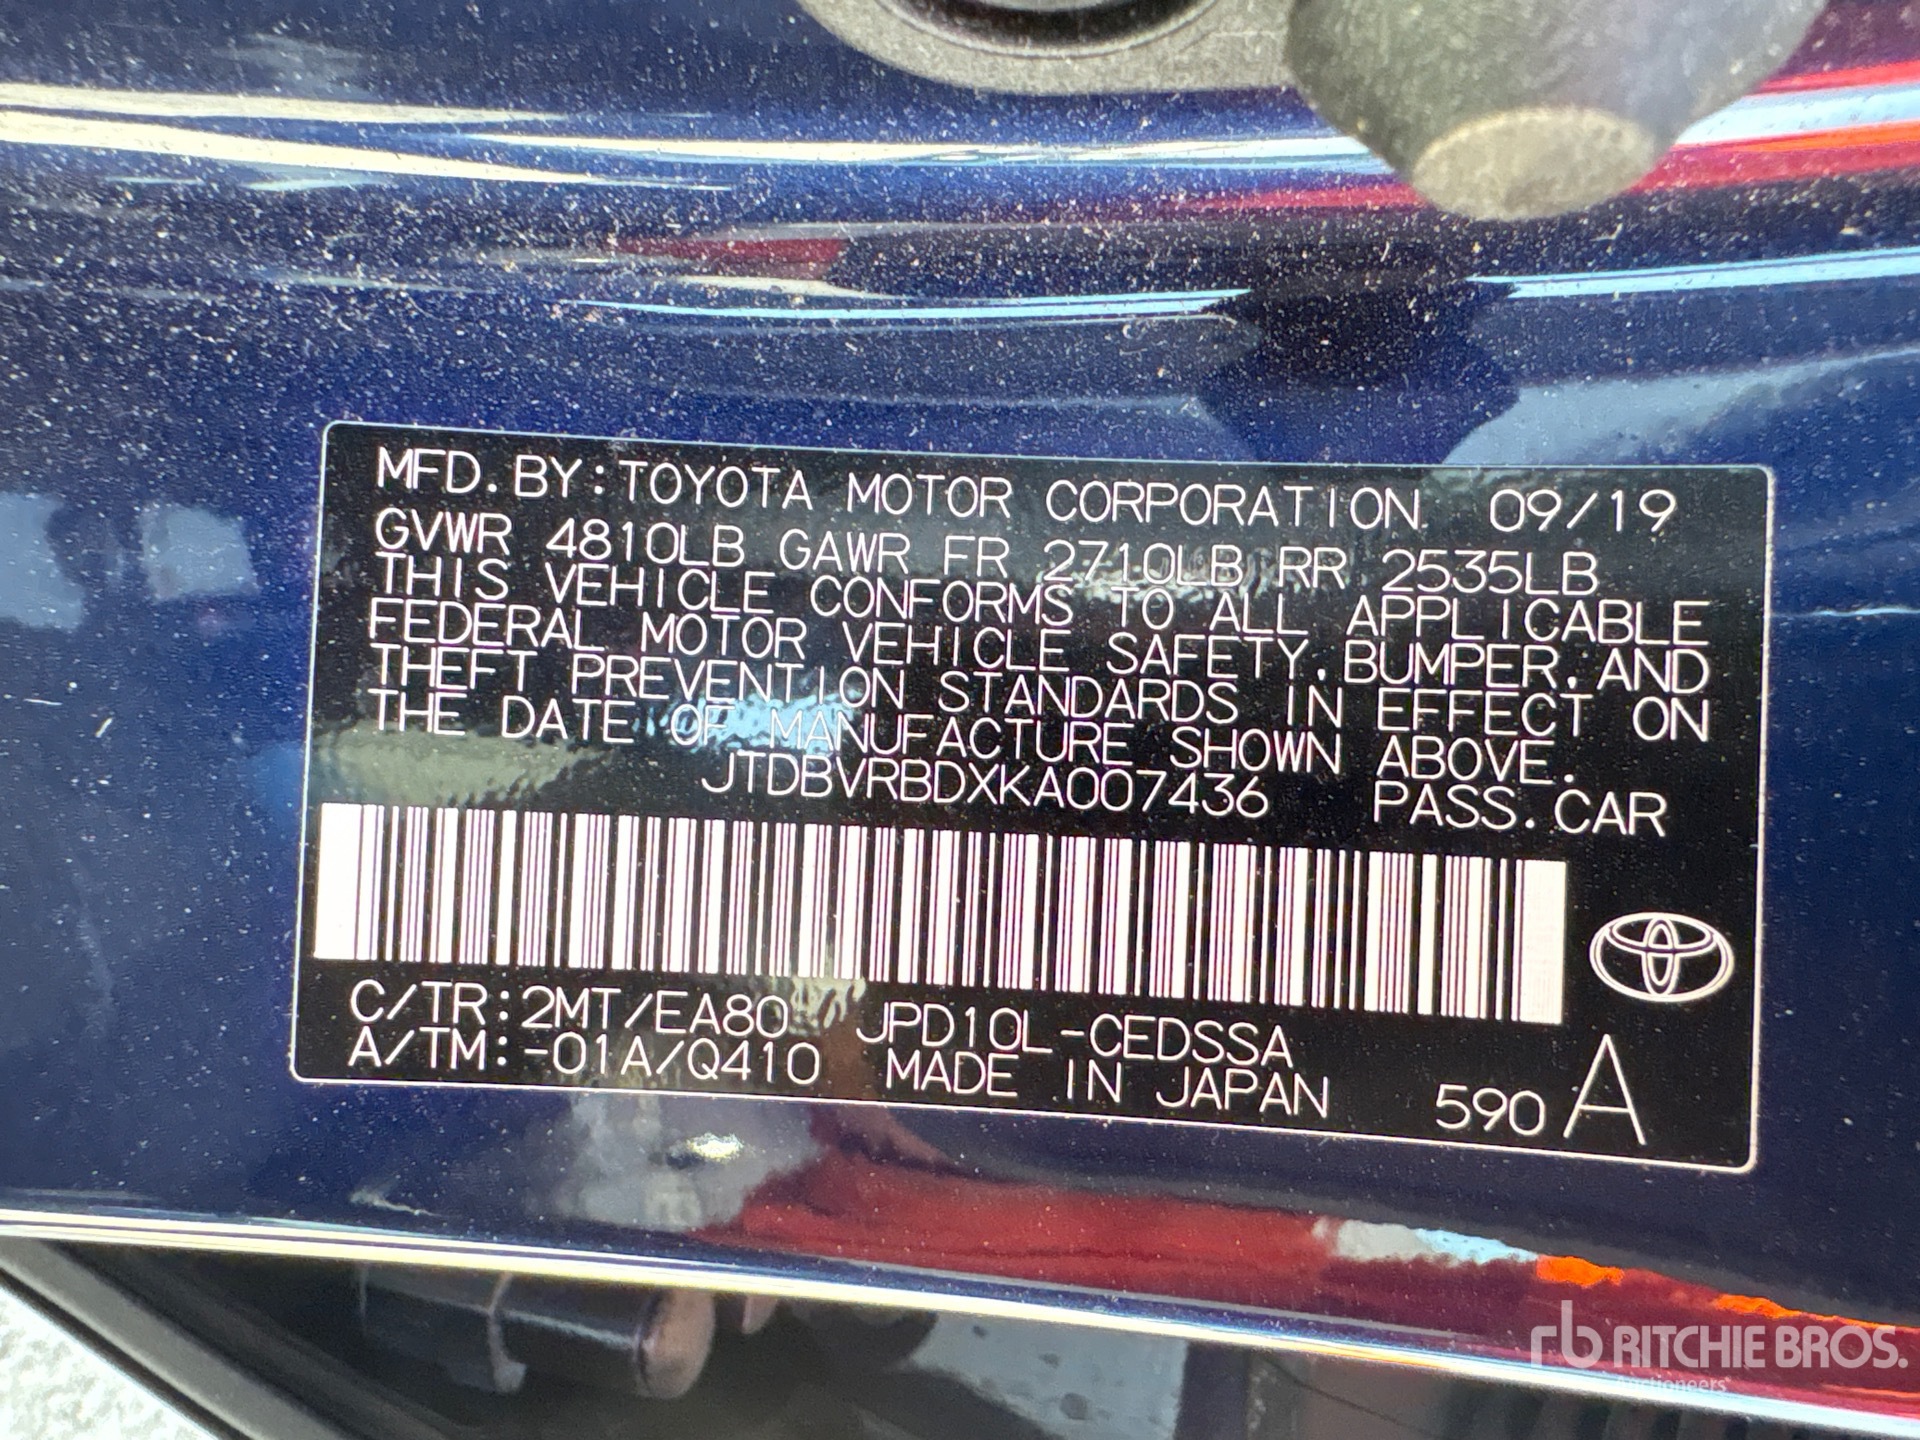 MFD. BY: TOYOTA MOTOR CORPORATION 09/19
GVWR 4810LB GAWR FR 2710LB RR 2535LB
THIS VEHICLE CONFORMS TO ALL APPLICABLE
FEDERAL MOTOR VEHICLE SAFETY, BUMPER, AND
THEFT PREVENTION STANDARDS IN EFFECT ON
THE DATE OF MANUFACTURE SHOWN ABOVE.
JTDBVRBDXKA007436 PASS. CAR
C/TR: 2MT/EA80 JPD10L-CEDSSA
A/TM: -01A/Q410 MADE IN JAPAN 590 A
rb RITCHIE BROS.
Auctioneers